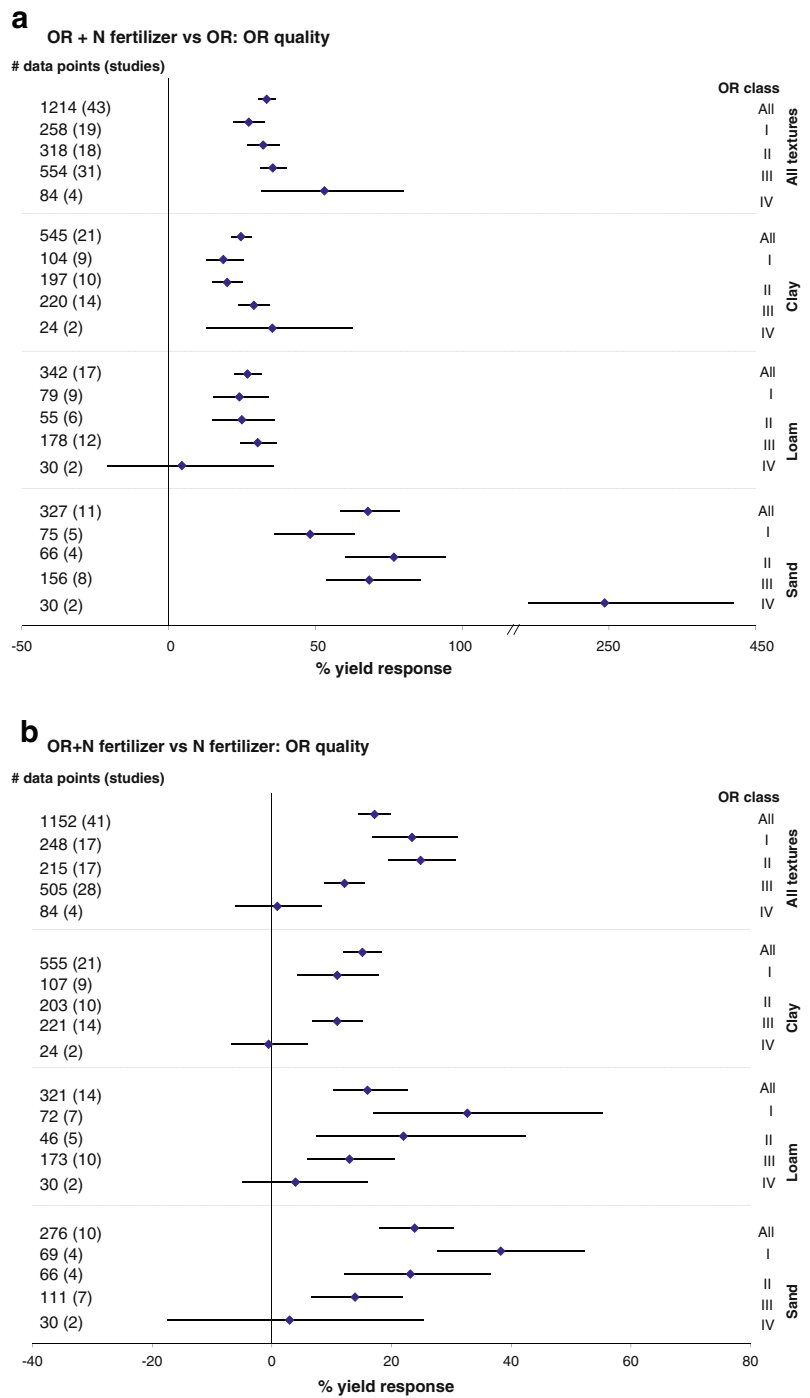 a
OR + N fertilizer vs OR: OR quality
# data points (studies)
OR class
1214 (43) All
258 (19) I
318 (18) II
554 (31) III
84 (4) IV
All textures
545 (21) All
104 (9) I
197 (10) II
220 (14) III
24 (2) IV
Clay
342 (17) All
79 (9) I
55 (6) II
178 (12) III
30 (2) IV
Loam
327 (11) All
75 (5) I
66 (4) II
156 (8) III
30 (2) IV
Sand
-50 0 50 100 250 450
% yield response
b
OR+N fertilizer vs N fertilizer: OR quality
# data points (studies)
OR class
1152 (41) All
248 (17) I
215 (17) II
505 (28) III
84 (4) IV
All textures
555 (21) All
107 (9) I
203 (10) II
221 (14) III
24 (2) IV
Clay
321 (14) All
72 (7) I
46 (5) II
173 (10) III
30 (2) IV
Loam
276 (10) All
69 (4) I
66 (4) II
111 (7) III
30 (2) IV
Sand
-40 -20 0 20 40 60 80
% yield response